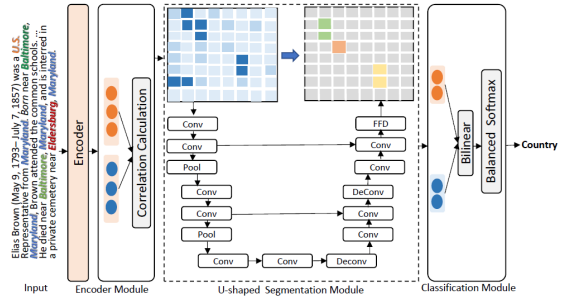 Elias Brown (May 9, 1793– July 7, 1857) was a U.S.
Representative from Maryland. Born near Baltimore,
Maryland, Brown attended the common schools. ...
He died near Baltimore, Maryland, and is interred in
a private cemetery near Eldersburg, Maryland.
Input
Encoder
Correlation Calculation
Encoder Module
Conv
Conv
Pool
Conv
Conv
Pool
Conv
Conv
Deconv
Conv
DeConv
Conv
Conv
FFD
U-shaped Segmentation Module
Bilinear
Balanced Softmax
Classification Module
Country